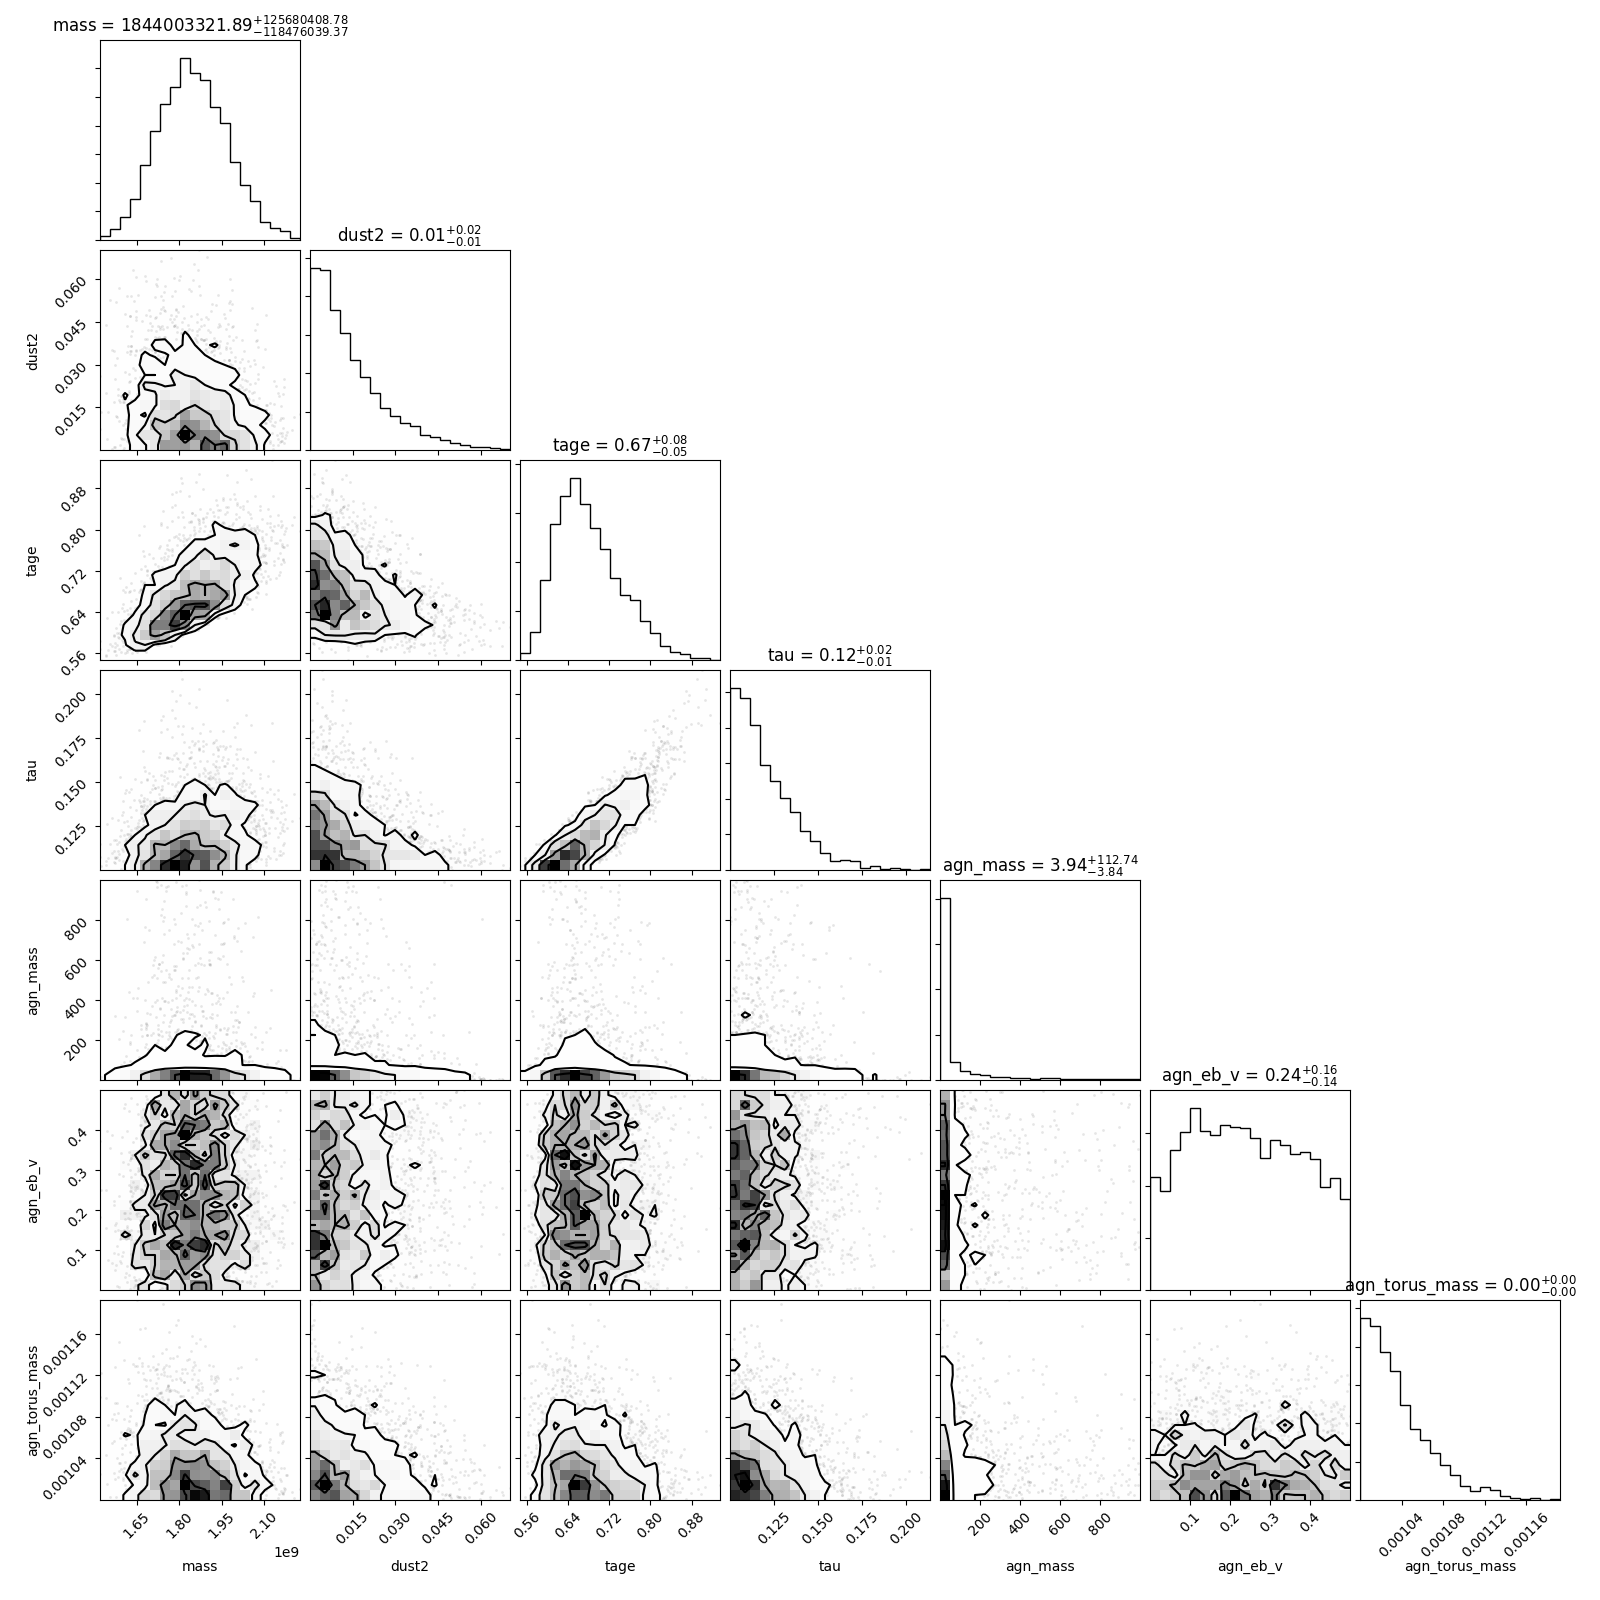 mass = 1844003321.89+125680408.78 −118476039.37
dust2 = 0.01+0.02 −0.01
0.060
0.045
0.030
0.015
dust2
tage = 0.67+0.08 −0.05
0.88
0.80
0.72
0.64
0.56
tage
tau = 0.12+0.02 −0.01
0.200
0.175
0.150
0.125
tau
agn_mass = 3.94+112.74 −3.84
800
600
400
200
agn_mass
agn_eb_v = 0.24+0.16 −0.14
0.4
0.3
0.2
0.1
agn_eb_v
agn_torus_mass = 0.00+0.00 −0.00
0.00116
0.00112
0.00108
0.00104
agn_torus_mass
1.65 1.80 1.95 2.10 0.015 0.030 0.045 0.060 0.56 0.64 0.72 0.80 0.88 0.125 0.150 0.175 0.200 200 400 600 800 0.1 0.2 0.3 0.4 0.00104 0.00108 0.00112 0.00116
1e9
mass dust2 tage tau agn_mass agn_eb_v agn_torus_mass